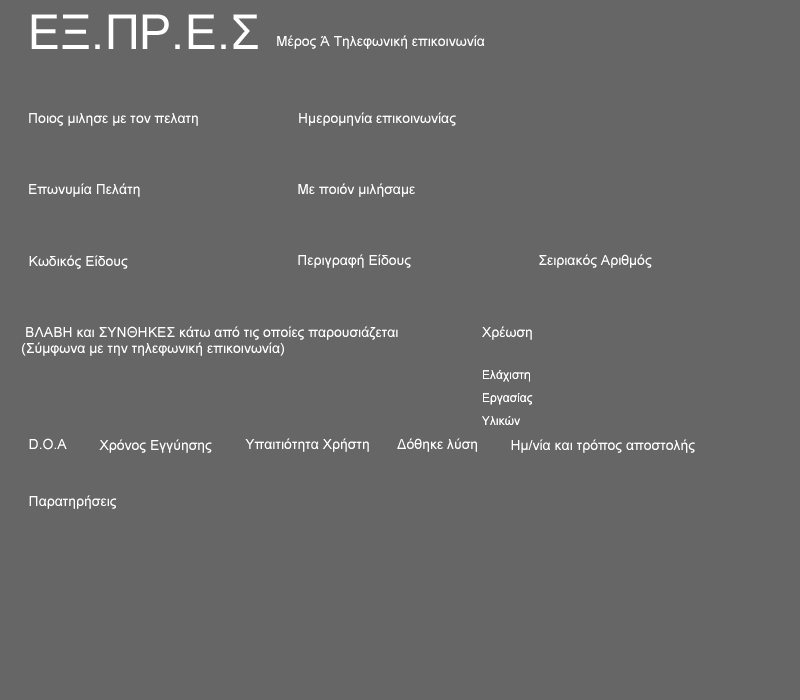 ΕΞ.ΠΡ.Ε.Σ Μέρος Ά Τηλεφωνική επικοινωνία
Ποιος μιλησε με τον πελατη Ημερομηνία επικοινωνίας
Επωνυμία Πελάτη Με ποιόν μιλήσαμε
Κωδικός Είδους Περιγραφή Είδους Σειριακός Αριθμός
ΒΛΑΒΗ και ΣΥΝΘΗΚΕΣ κάτω από τις οποίες παρουσιάζεται Χρέωση
(Σύμφωνα με την τηλεφωνική επικοινωνία)
Ελάχιστη
Εργασίας
Υλικών
D.O.A Χρόνος Εγγύησης Υπαιτιότητα Χρήστη Δόθηκε λύση Ημ/νία και τρόπος αποστολής
Παρατηρήσεις